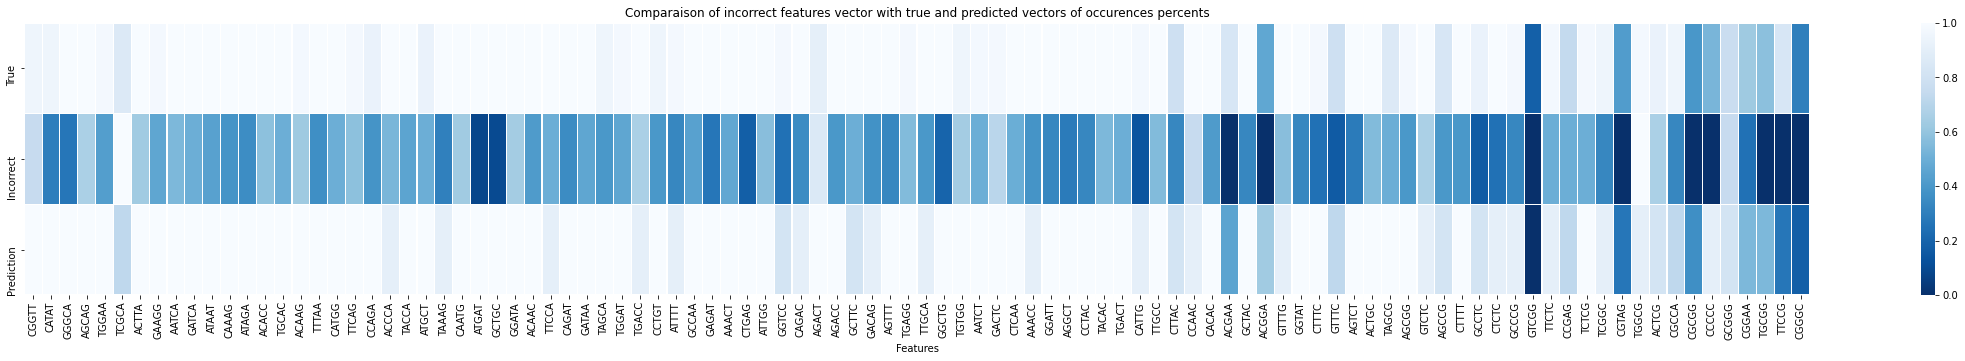 Comparaison of incorrect features vector with true and predicted vectors of occurences percents
True
Incorrect
Prediction
1.0
0.8
0.6
0.4
0.2
0.0
CGGTT CATAT GGGCA AGCAG TGGAA TCGCA ACTTA GAAGG AATCA GATCA ATAAT CAAAG ATAGA ACACC TGCAC ACAAG TTTAA CATGG TTCAG CCAGA ACCCA TACCA ATGCT TAAAG CAATG ATGAT GCTGC GGATA ACAAC TTCCA CAGAT GATAA TAGCA TGGAT TGACC CCTGT ATTTT GCCAA GAGAT AAACT CTGAG ATTGG GGTCC CAGAC AGACT AGACC GCTTC GACAG AGTTT TGAGG TTGCA GGCTG TGTGG AATCT GACTC CTCAA AAACC GGATT AGGCT CCTAC TACAC TGACT CATTG TTGCC CTTAC CCAAC CACAC ACGAA GCTAC ACGGA GTTTG GGTAT CTTTC GTTTC AGTCT ACTGC TAGCG AGCGG GTCTC AGCCG CTTTT GCCTC CTCTC GCCCG GTCGG TTCTC CCGAG TCTCG TCGGC CGTAG TGGCG ACTCG CGCCA CGCGG CCCCC GCGGG CGGAA TGCGG TTCCG CGGGC
Features